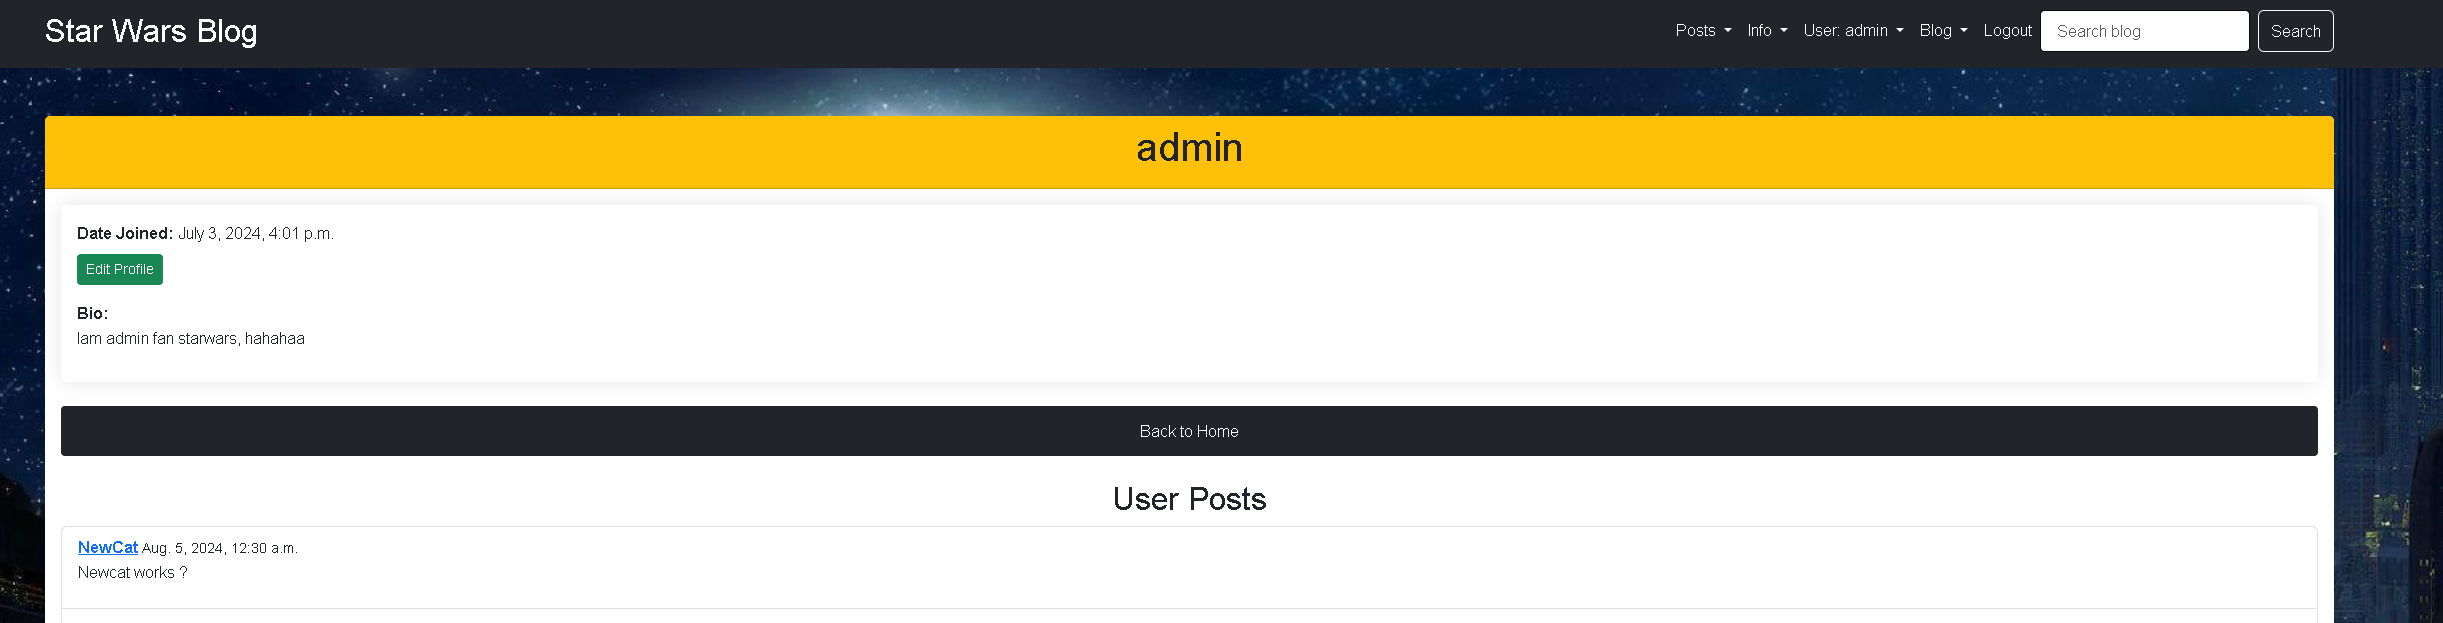 Star Wars Blog
Posts Info User: admin Blog Logout Search blog Search
admin
Date Joined: July 3, 2024, 4:01 p.m.
Edit Profile
Bio:
Iam admin fan starwars, hahahaa
Back to Home
User Posts
NewCat Aug. 5, 2024, 12:30 a.m.
Newcat works ?